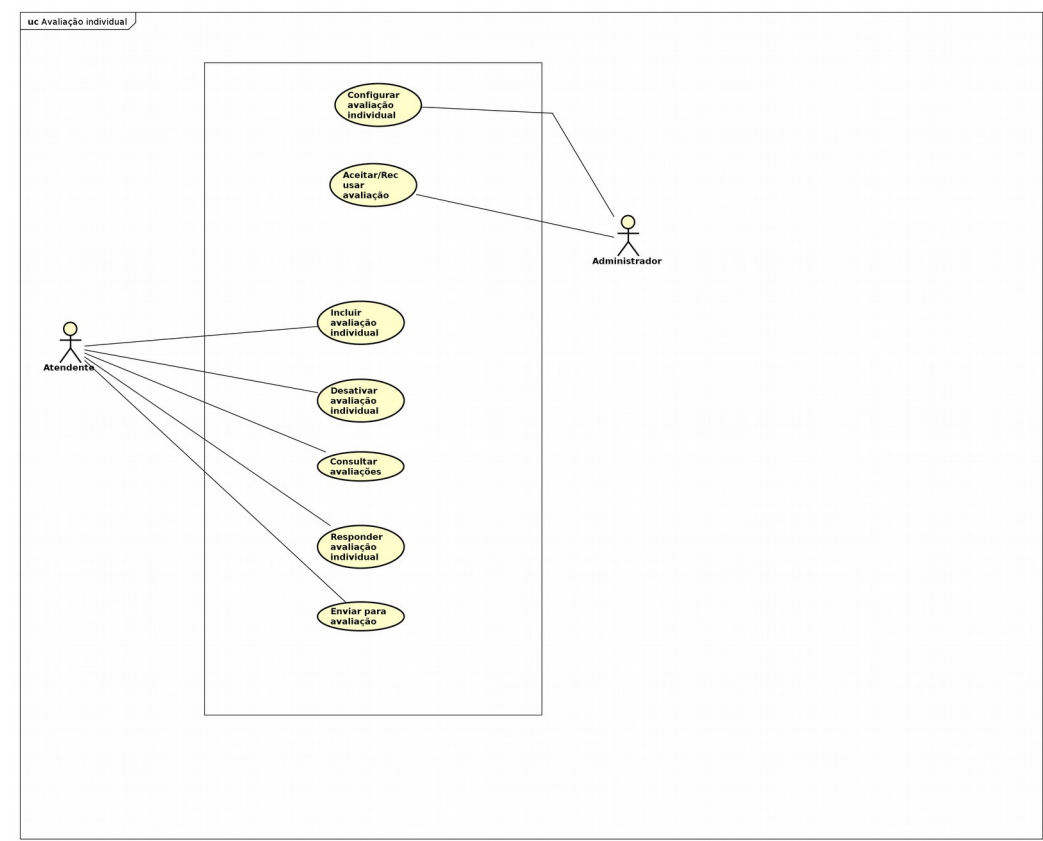 uc Avaliação individual
Configurar
avaliação
individual
Aceitar/Rec
usar
avaliação
Administrador
Incluir
avaliação
individual
Atendente
Desativar
avaliação
individual
Consultar
avaliações
Responder
avaliação
individual
Enviar para
avaliação